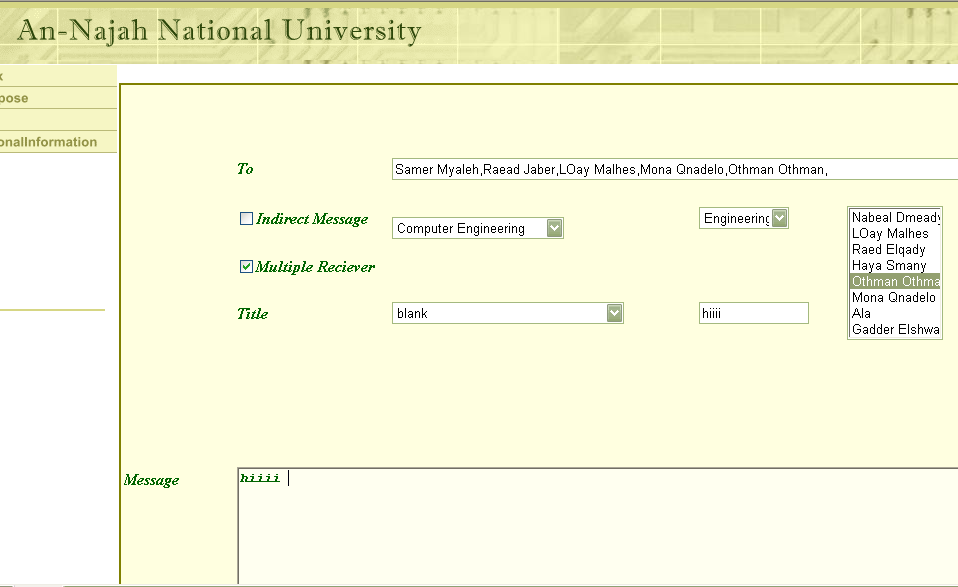 An-Najah National University
x
pose
onalInformation
To
Samer Myaleh,Raead Jaber,LOay Malhes,Mona Qnadelo,Othman Othman,
Indirect Message
Computer Engineering
Engineering
Multiple Reciever
Title
blank
hiiii
Nabeal Dmeady
LOay Malhes
Raed Elqady
Haya Smany
Othman Othma
Mona Qnadelo
Ala
Gadder Elshwa
Message
hiiii